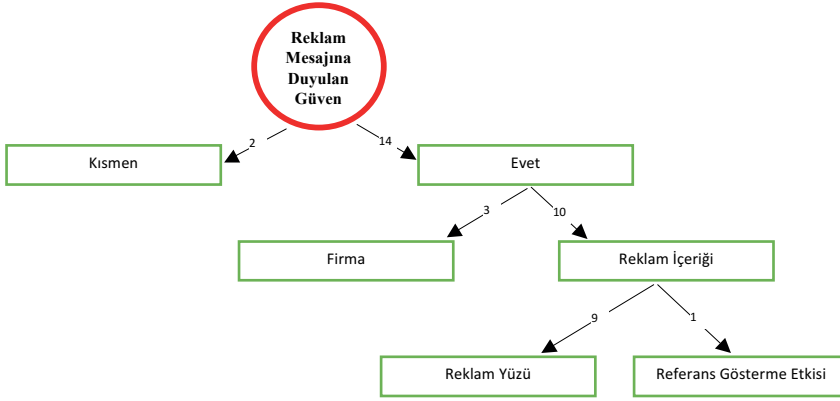 Reklam
Mesajına
Duyulan
Güven
2
14
Kısmen
Evet
3
10
Firma
Reklam İçeriği
9
1
Reklam Yüzü
Referans Gösterme Etkisi